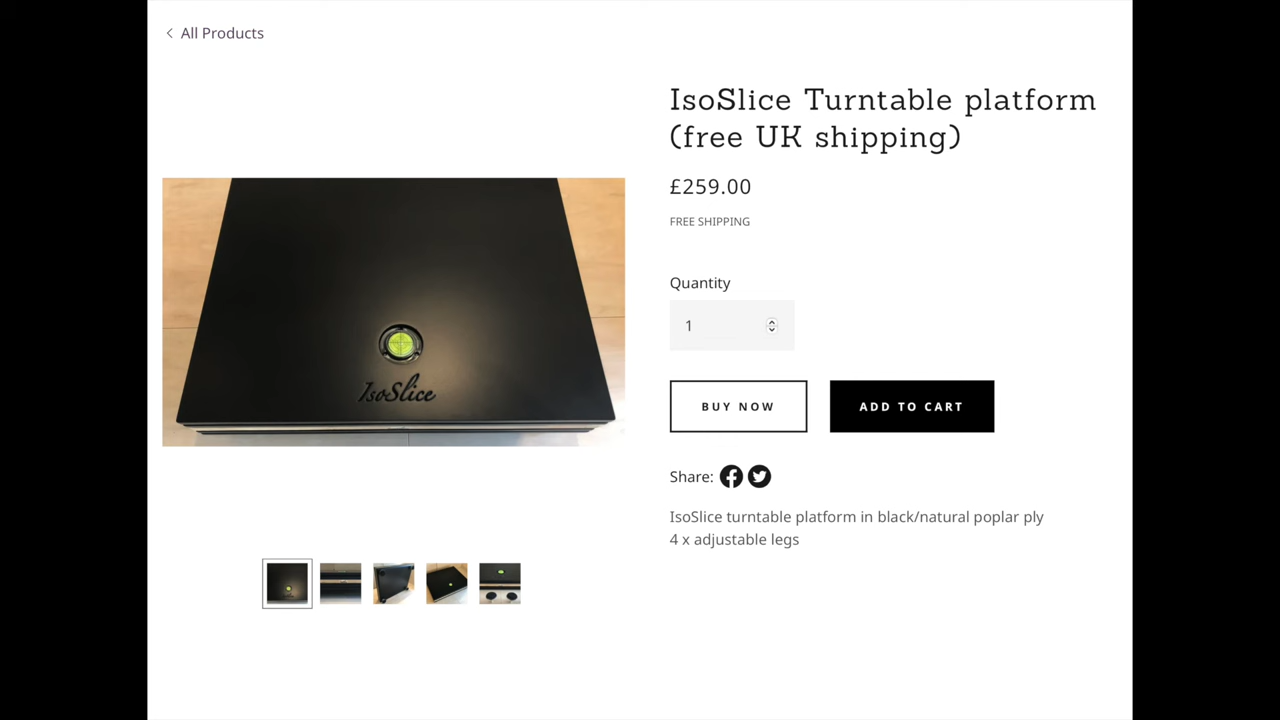 All Products
IsoSlice Turntable platform
(free UK shipping)
£259.00
FREE SHIPPING
Quantity
1
BUY NOW
ADD TO CART
Share:
IsoSlice turntable platform in black/natural poplar ply
4 x adjustable legs
IsoSlice